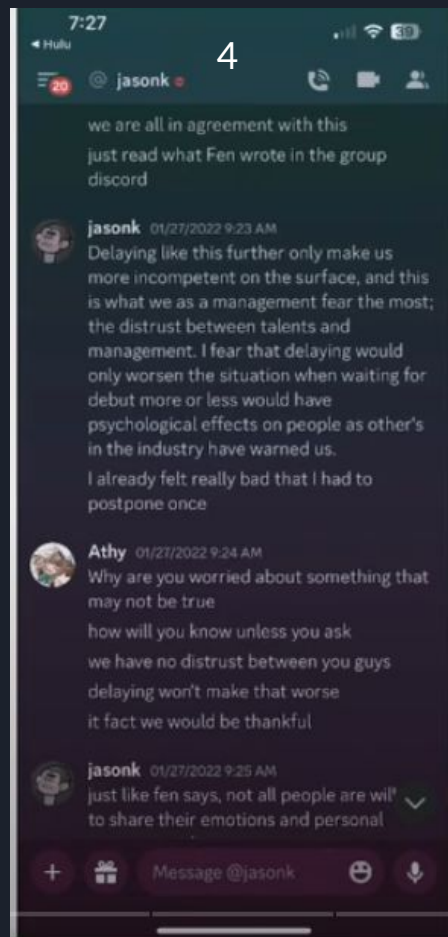 7:27
39
◀ Hulu
4
20
@ jasonk
we are all in agreement with this
just read what Fen wrote in the group
discord
jasonk 01/27/2022 9:23 AM
Delaying like this further only make us
more incompetent on the surface, and this
is what we as a management fear the most;
the distrust between talents and
management. I fear that delaying would
only worsen the situation when waiting for
debut more or less would have
psychological effects on people as other's
in the industry have warned us.
I already felt really bad that I had to
postpone once
Athy 01/27/2022 9:24 AM
Why are you worried about something that
may not be true
how will you know unless you ask
we have no distrust between you guys
delaying won't make that worse
it fact we would be thankful
jasonk 01/27/2022 9:25 AM
just like fen says, not all people are wil
to share their emotions and personal
Message @jasonk